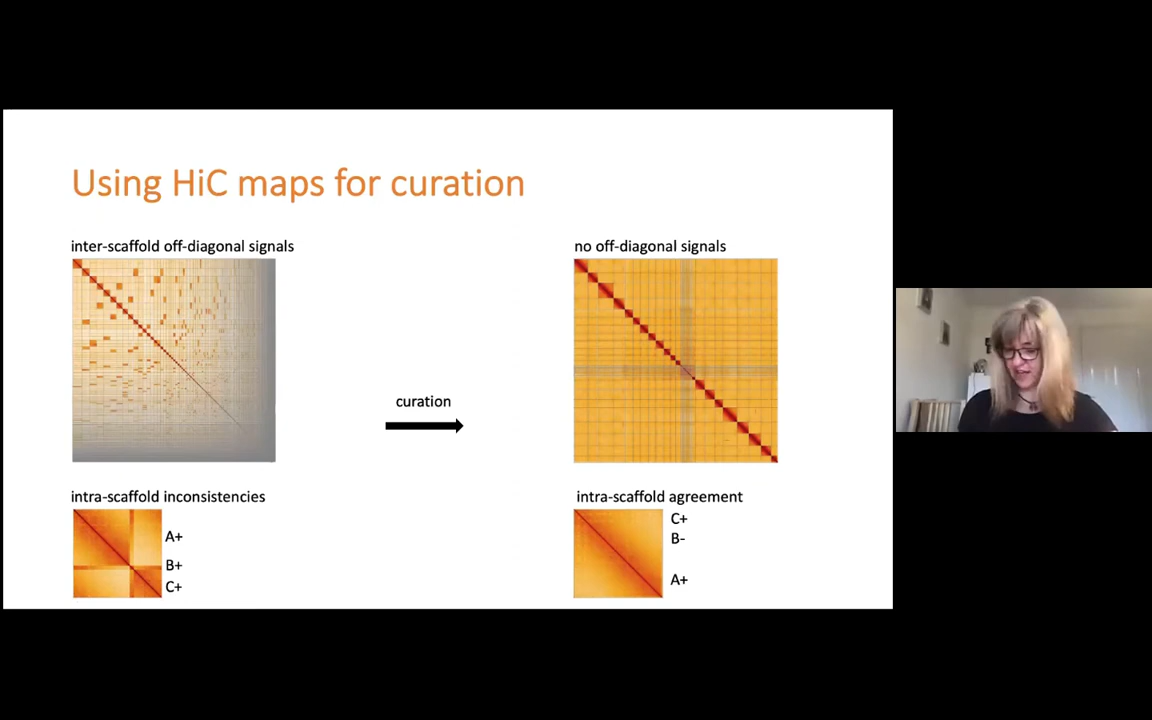 Using HiC maps for curation
inter-scaffold off-diagonal signals
no off-diagonal signals
curation
intra-scaffold inconsistencies
A+
B+
C+
intra-scaffold agreement
C+
B-
A+